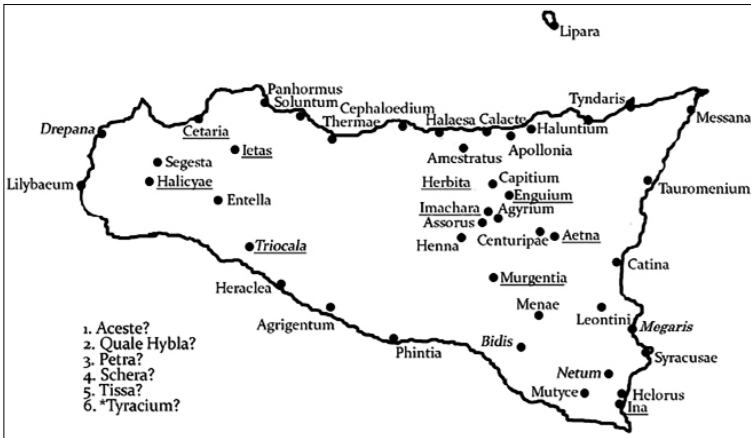 Lipara
Panhormus
Soluntum
Tyndaris
Cephaloedium
Messana
Drepana
Cetaria
Thermae
Halaesa
Calacte
Haluntium
Ietas
Amestratus
Apollonia
Segesta
Lilybaeum
Halicyae
Herbita
Capitium
Tauromenium
Entella
Enguium
Imachara
Agyrium
Assorus
Henna
Centuripae
Aetna
Triocala
Catina
Murgentia
Heraclea
Agrigentum
Menae
Leontini
Megaris
Phintia
Bidis
Syracusae
Netum
Mutyce
Helorus
Ina
1. Aceste?
2. Quale Hybla?
3. Petra?
4. Schera?
5. Tissa?
6. *Tyracium?